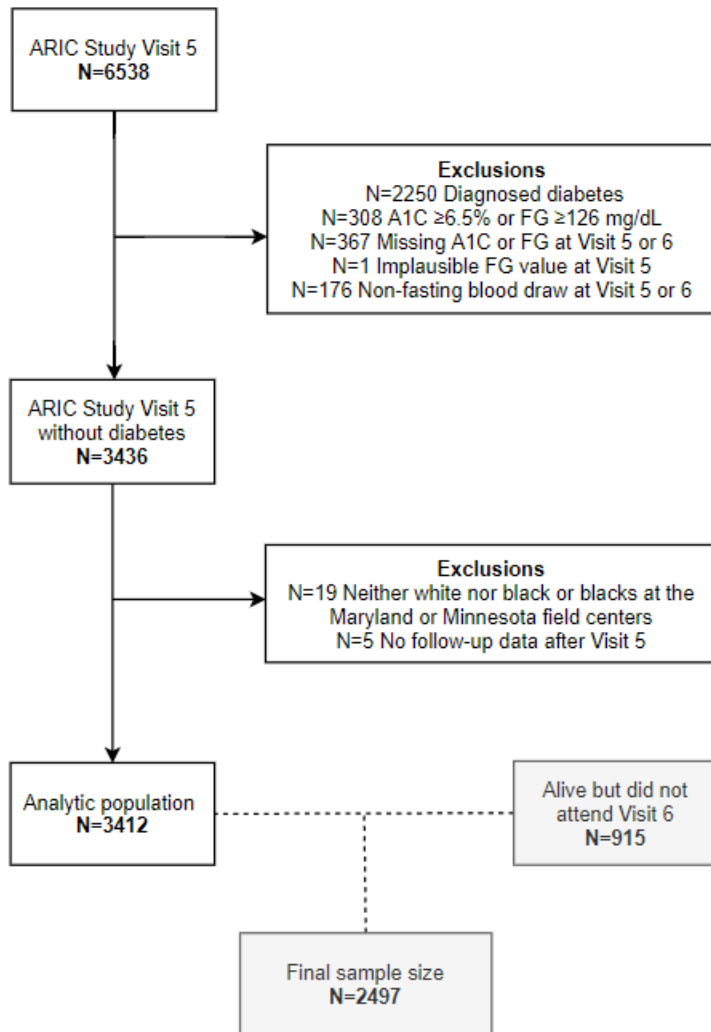 ARIC Study Visit 5
N=6538
Exclusions
N=2250 Diagnosed diabetes
N=308 A1C ≥6.5% or FG ≥126 mg/dL
N=367 Missing A1C or FG at Visit 5 or 6
N=1 Implausible FG value at Visit 5
N=176 Non-fasting blood draw at Visit 5 or 6
ARIC Study Visit 5
without diabetes
N=3436
Exclusions
N=19 Neither white nor black or blacks at the
Maryland or Minnesota field centers
N=5 No follow-up data after Visit 5
Analytic population
N=3412
Alive but did not
attend Visit 6
N=915
Final sample size
N=2497